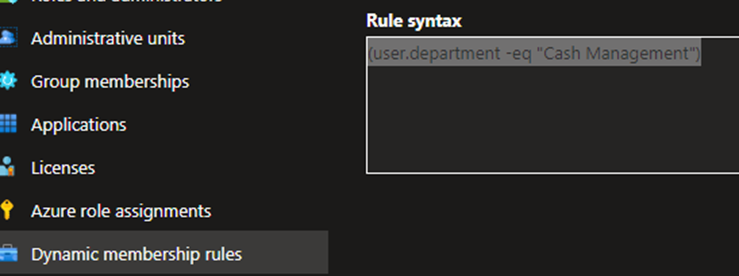 Rule syntax
(user.department -eq "Cash Management")
Administrative units
Group memberships
Applications
Licenses
Azure role assignments
Dynamic membership rules